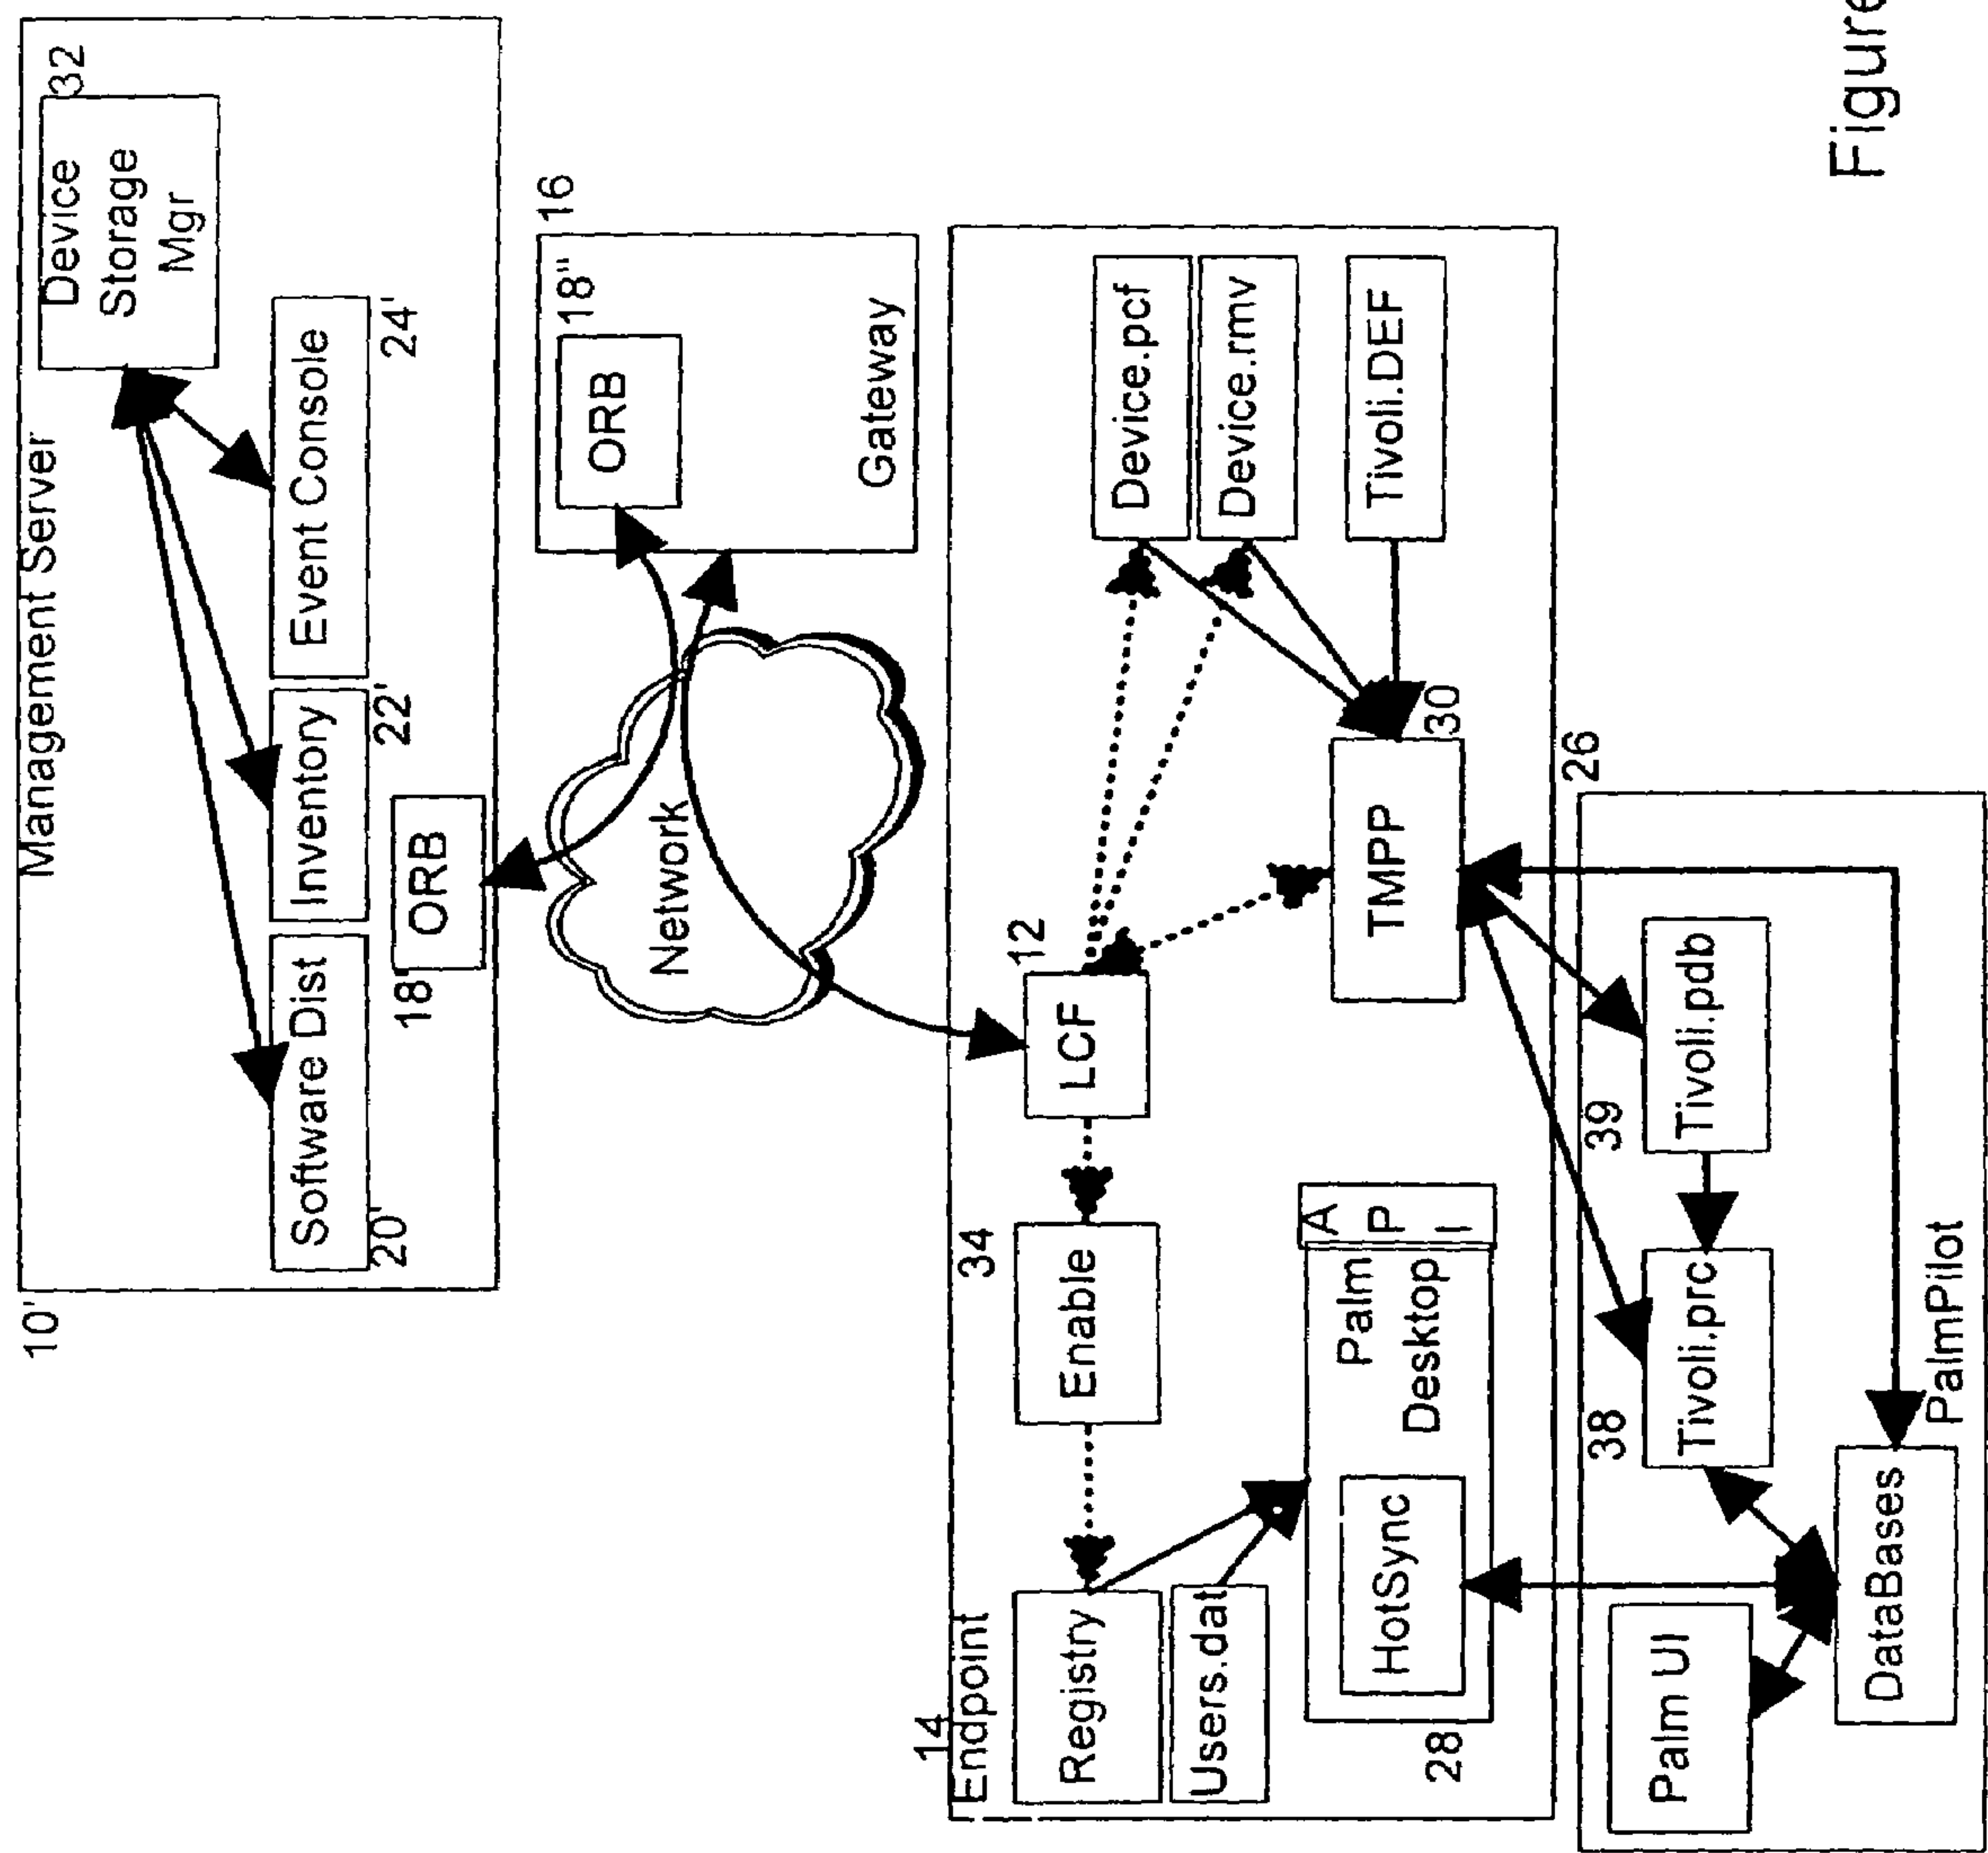 10'
Management Server
Device
Storage
Mgr
32
Software Dist
Inventory
Event Console
20'
22'
24'
18'
ORB
Network
16
ORB
18"
Gateway
14
Endpoint
34
12
Registry
Enable
LCF
Device.pcf
Users.dat
Device.rmv
Palm
Desktop
A
P
I
HotSync
TMPP
Tivoli.DEF
28
30
26
38
39
Palm UI
Tivoli.prc
Tivoli.pdb
DataBases
PalmPilot
Figure